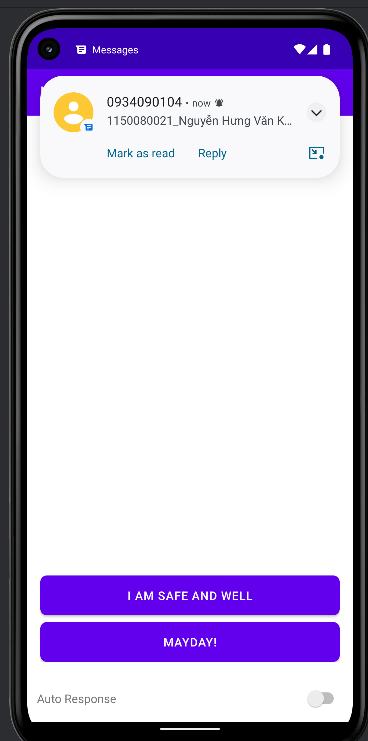 Messages
0934090104 • now
1150080021_Nguyễn Hưng Văn K...
Mark as read Reply
I AM SAFE AND WELL
MAYDAY!
Auto Response